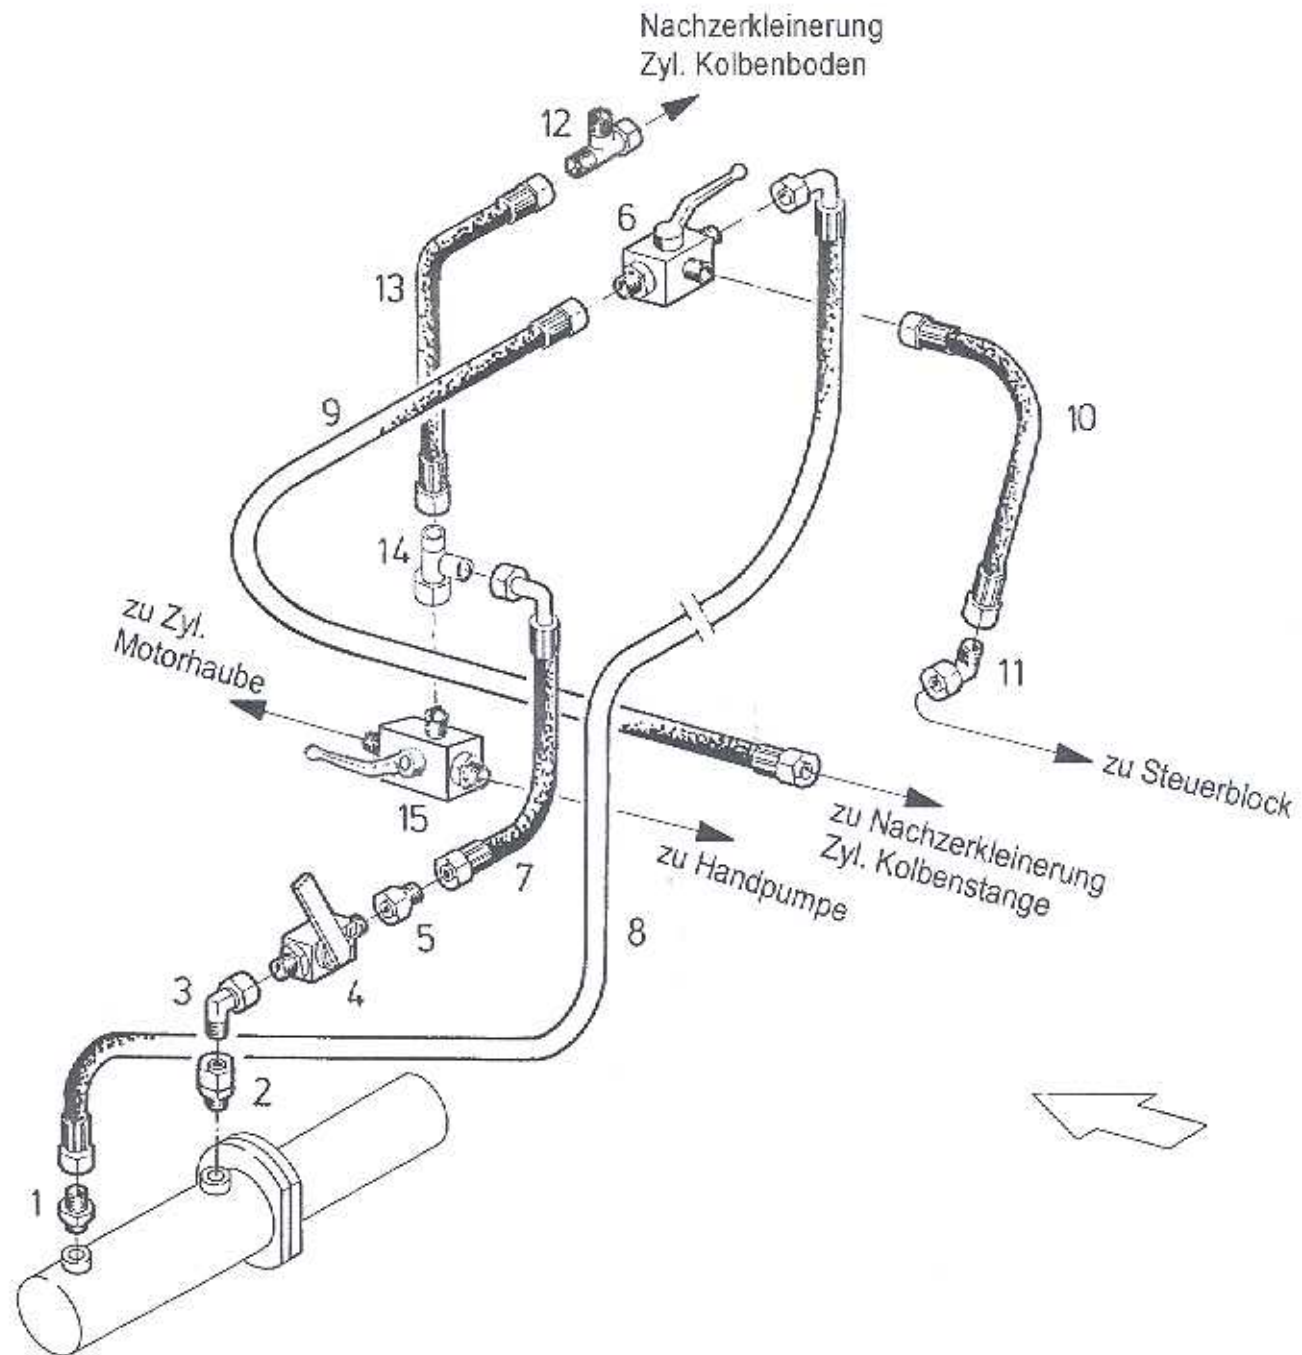 Nachzerkleinerung
Zyl. Kolbenboden
12
6
13
9
10
14
zu Zyl.
Motorhaube
11
zu Steuerblock
15
zu Nachzerkleinerung
Zyl. Kolbenstange
zu Handpumpe
7
5
8
4
3
2
1